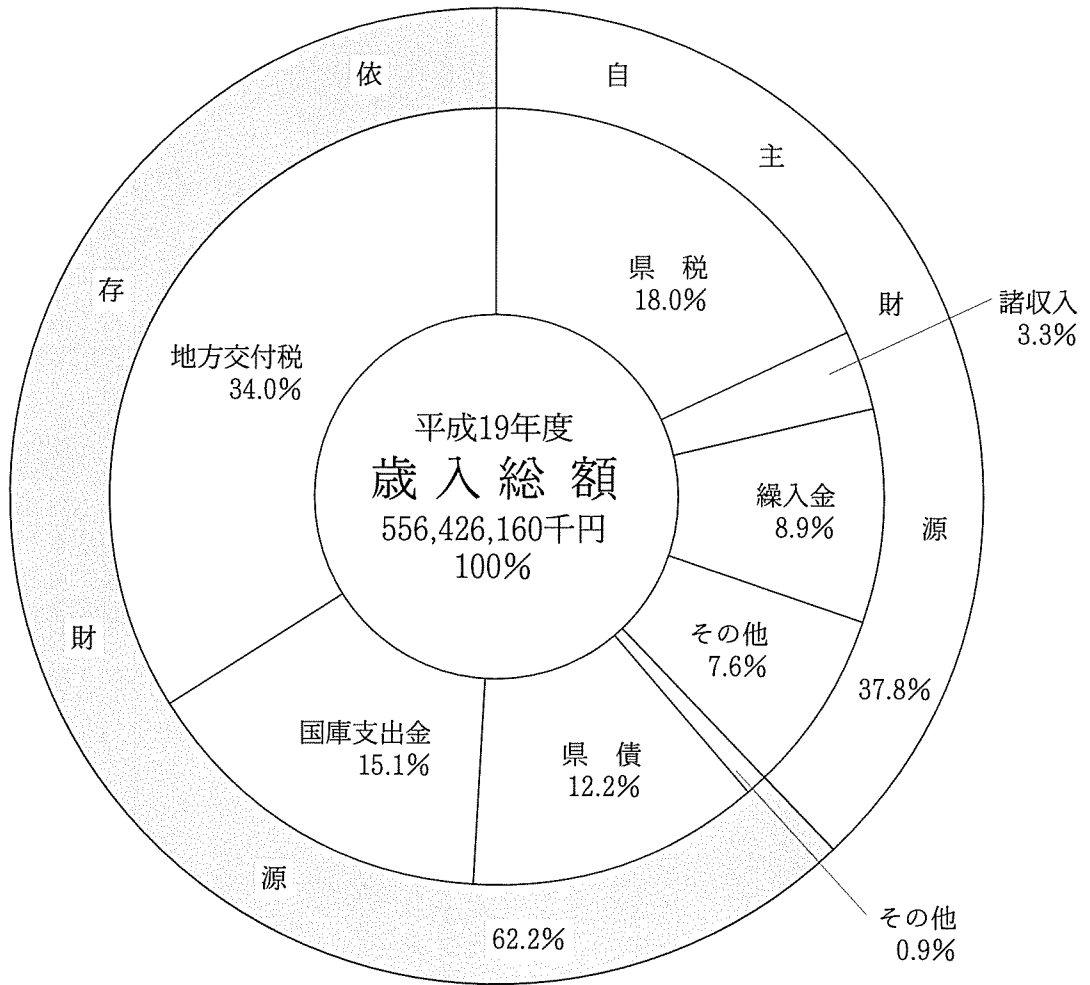 平成19年度
歳入総額
556,426,160千円
100%
自主財源
37.8%
県税
18.0%
諸収入
3.3%
繰入金
8.9%
その他
7.6%
依存財源
62.2%
その他
0.9%
県債
12.2%
国庫支出金
15.1%
地方交付税
34.0%